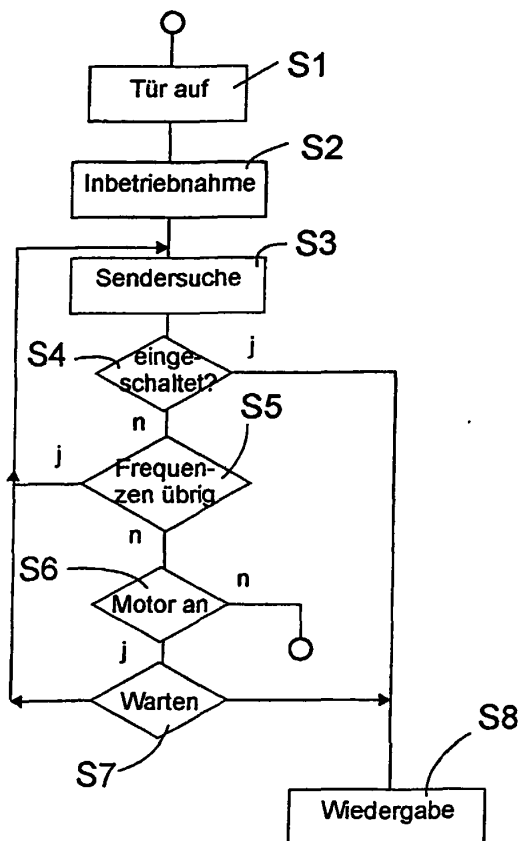 S1
Tür auf
S2
Inbetriebnahme
S3
Sendersuche
S4
einge-
schaltet?
j
n
S5
j
Frequen-
zen übrig
n
S6
n
Motor an
j
Warten
S7
S8
Wiedergabe